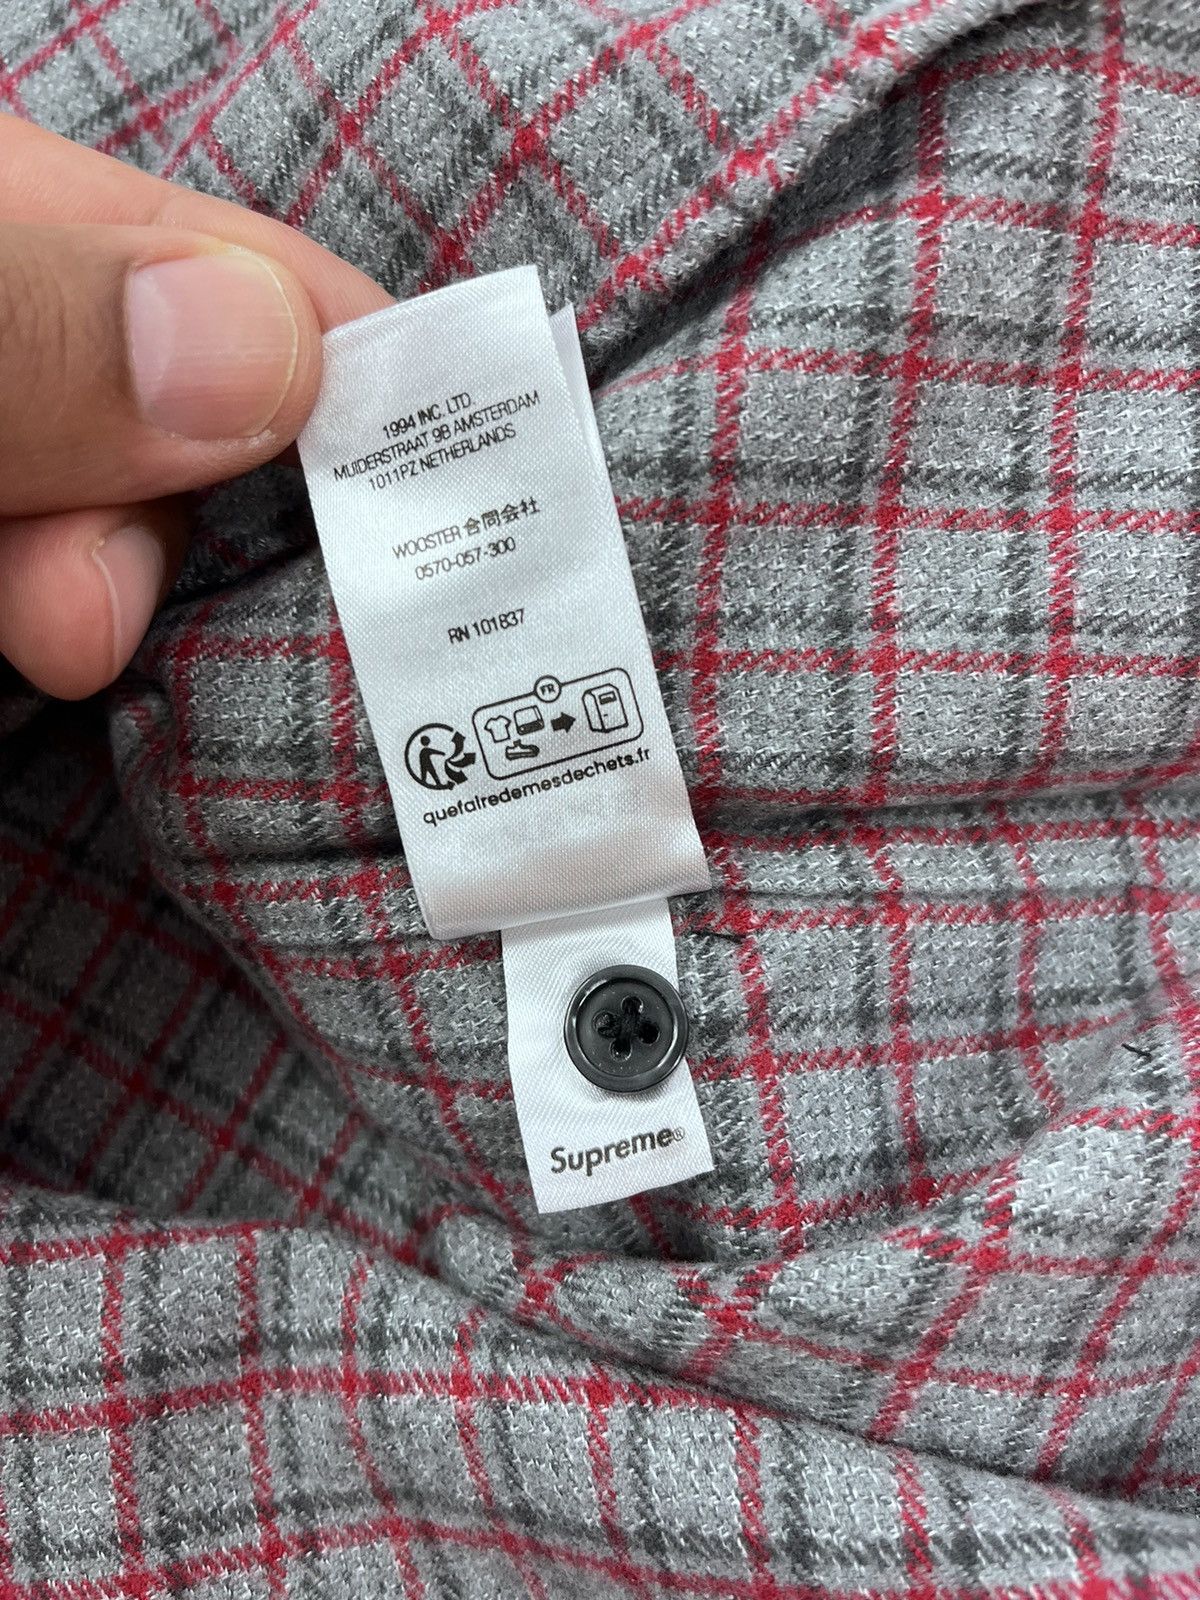 1994 INC. LTD.
MUIDERSTRAAT 9B AMSTERDAM
1011PZ NETHERLANDS
WOOSTER 合同会社
0570-057-300
RN 101837
FR
quefairedemesdechets.fr
Supreme®